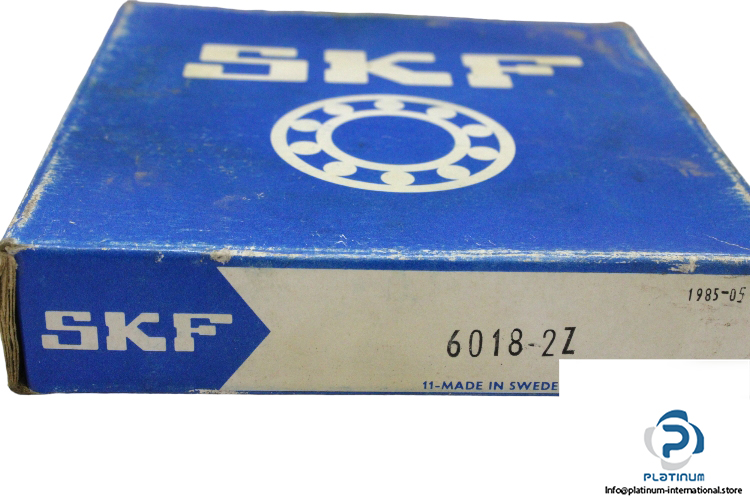 SKF
SKF
1985-05
6018-2Z
11-MADE IN SWEDE
PLATINUM
Info@platinum-international.store